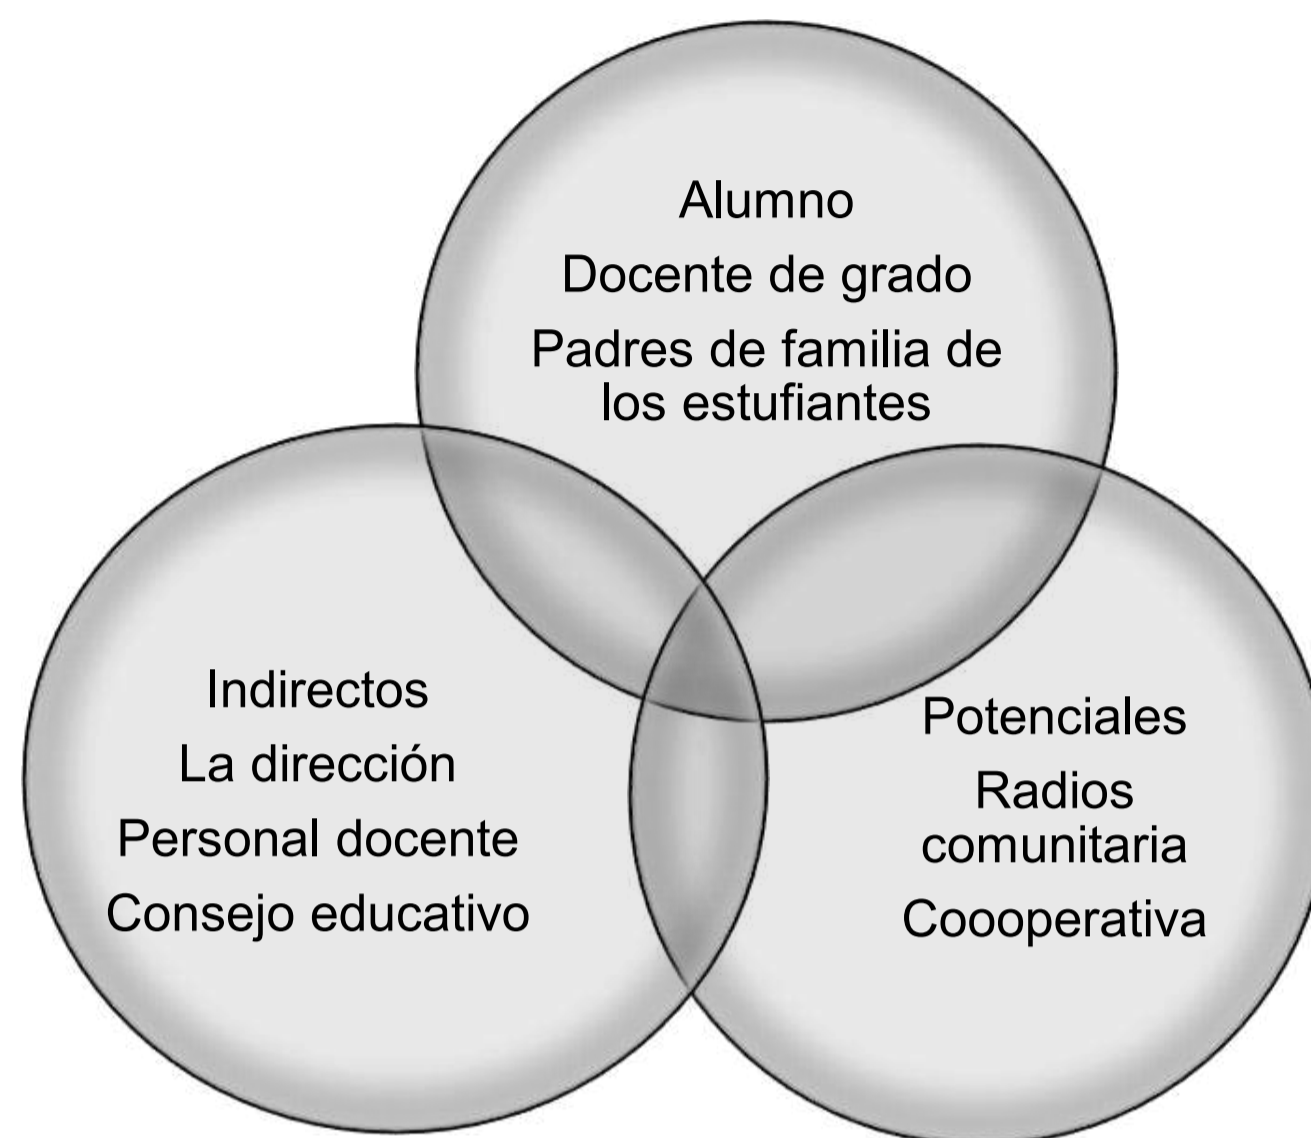 Alumno
Docente de grado
Padres de familia de
los estufiantes
Indirectos
La dirección
Personal docente
Consejo educativo
Potenciales
Radios
comunitaria
Coooperativa